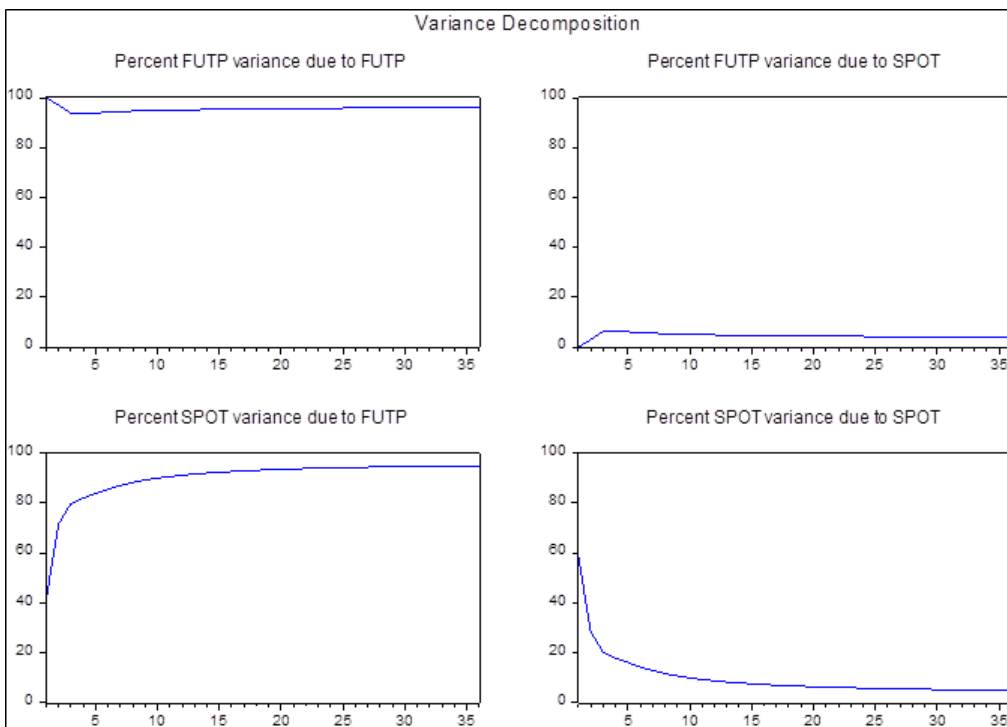 Variance Decomposition
Percent FUTP variance due to FUTP
100
80
60
40
20
0
5 10 15 20 25 30 35
Percent FUTP variance due to SPOT
100
80
60
40
20
0
5 10 15 20 25 30 35
Percent SPOT variance due to FUTP
100
80
60
40
20
0
5 10 15 20 25 30 35
Percent SPOT variance due to SPOT
100
80
60
40
20
0
5 10 15 20 25 30 35